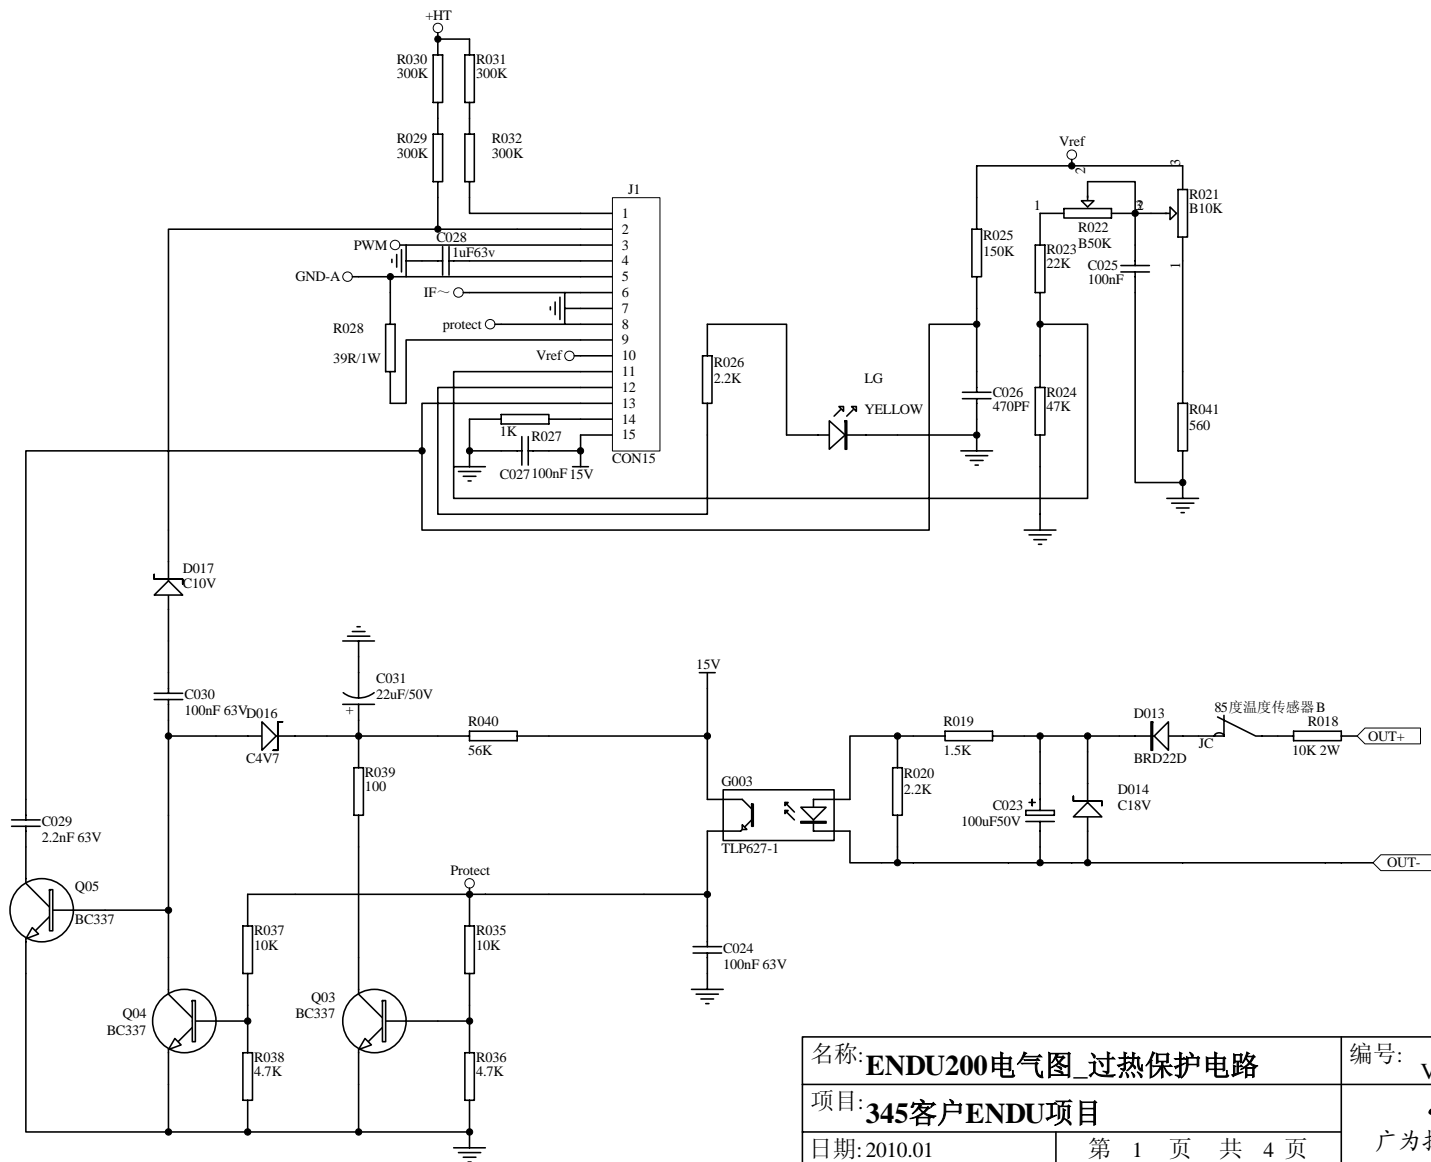 +HT
R030
300K
R031
300K
R029
300K
R032
300K
J1
1
2
3
4
5
6
7
8
9
10
11
12
13
14
15
CON15
PWM
C028
1uF63v
GND-A
IF～
protect
Vref
R028
39R/1W
1K
R027
C027
100nF
15V
Vref
3
2
R021
B10K
1
R022
B50K
R025
150K
R023
22K
C025
100nF
1
R026
2.2K
LG
YELLOW
C026
470PF
R024
47K
R041
560
D017
C10V
C030
100nF 63V
D016
C4V7
C031
22uF/50V
+
R040
56K
15V
R039
100
G003
TLP627-1
R019
1.5K
R020
2.2K
C023
100uF50V
+
D013
BRD22D
D014
C18V
85度温度传感器B
JC
R018
10K 2W
OUT+
OUT-
C029
2.2nF 63V
Q05
BC337
Protect
R037
10K
R035
10K
C024
100nF 63V
Q04
BC337
Q03
BC337
R038
4.7K
R036
4.7K
名称: ENDU200电气图_过热保护电路
编号:
V
项目: 345客户ENDU项目
日期: 2010.01
第 1 页 共 4 页
广为